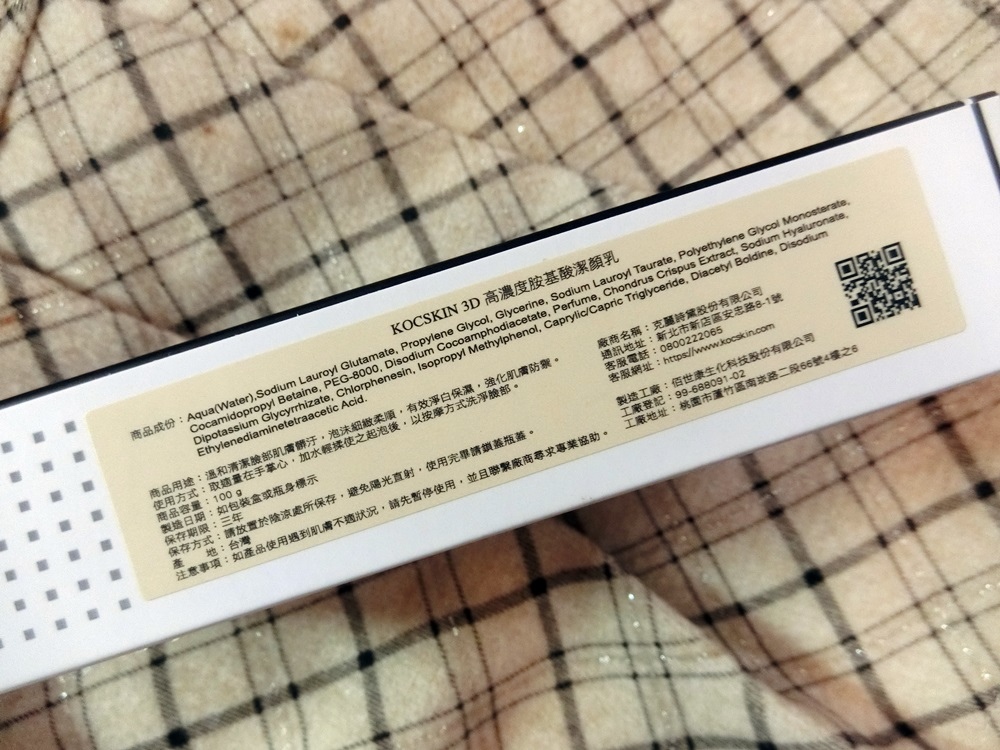 KOCSKIN 3D 高濃度胺基酸潔顏乳
商品成份：Aqua(Water),Sodium Lauroyl Glutamate, Propylene Glycol, Glycerine, Sodium Lauroyl Taurate, Polyethylene Glycol Monosterate,
Cocamidopropyl Betaine, PEG-8000, Disodium Cocoamphodiacetate, Perfume, Chondrus Crispus Extract, Sodium Hyaluronate,
Dipotassium Glycyrrhizate, Chlorphenesin, Isopropyl Methylphenol, Caprylic/Capric Triglyceride, Diacetyl Boldine, Disodium
Ethylenediaminetetraacetic Acid.
商品用途：溫和清潔臉部肌膚髒汙，泡沫細緻柔順，有效淨白保濕，強化肌膚防禦。
使用方式：取適量在手掌心，加水輕揉使之起泡後，以按摩方式洗淨臉部。
商品容量：100 g
製造日期：如包裝盒或瓶身標示
保存期限：三年
保存方式：請放置於陰涼處所保存，避免陽光直射，使用完畢請鎖蓋瓶蓋。
產　　地：台灣
注意事項：如產品使用遇到肌膚不適狀況，請先暫停使用，並且聯繫廠商尋求專業協助。
廠商名稱：克麗詩黛股份有限公司
通訊地址：新北市新店區安忠路8-1號
客服電話：0800222065
客服網址：https//www.kocskin.com
製造工廠：佰世康生化科技股份有限公司
工廠登記：99-688091-02
工廠地址：桃園市蘆竹區南崁路二段66號4樓之6